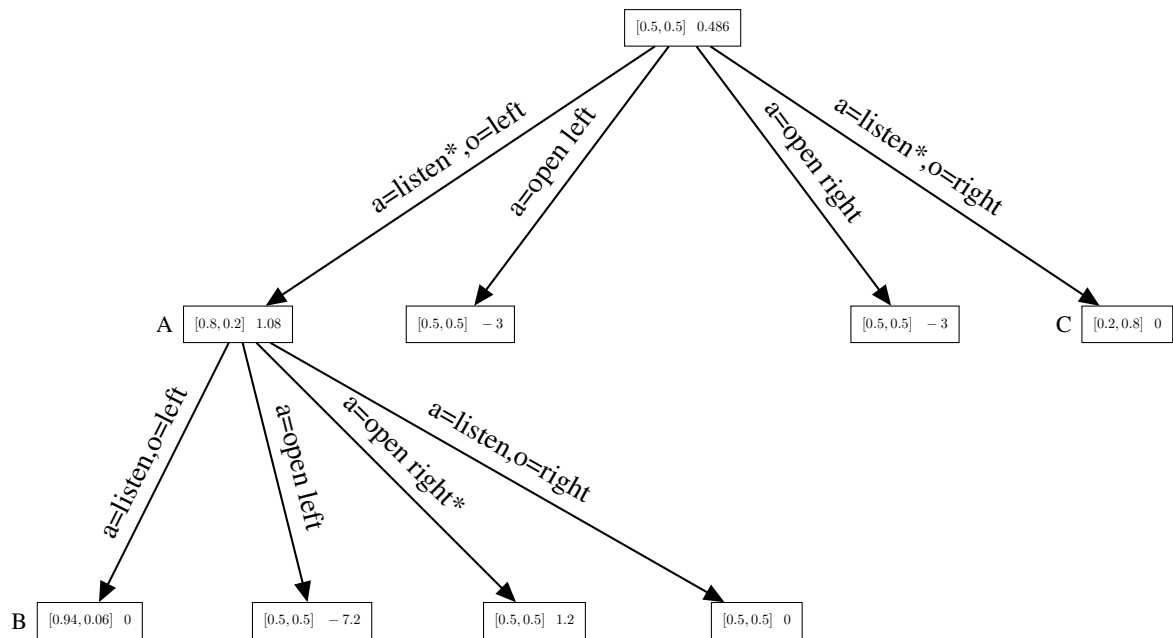 [0.5, 0.5] 0.486
a=listen*,o=left
a=open left
a=open right
a=listen*,o=right
A
[0.8, 0.2] 1.08
[0.5, 0.5] − 3
[0.5, 0.5] − 3
C
[0.2, 0.8] 0
a=listen,o=left
a=open left
a=open right*
a=listen,o=right
B
[0.94, 0.06] 0
[0.5, 0.5] − 7.2
[0.5, 0.5] 1.2
[0.5, 0.5] 0